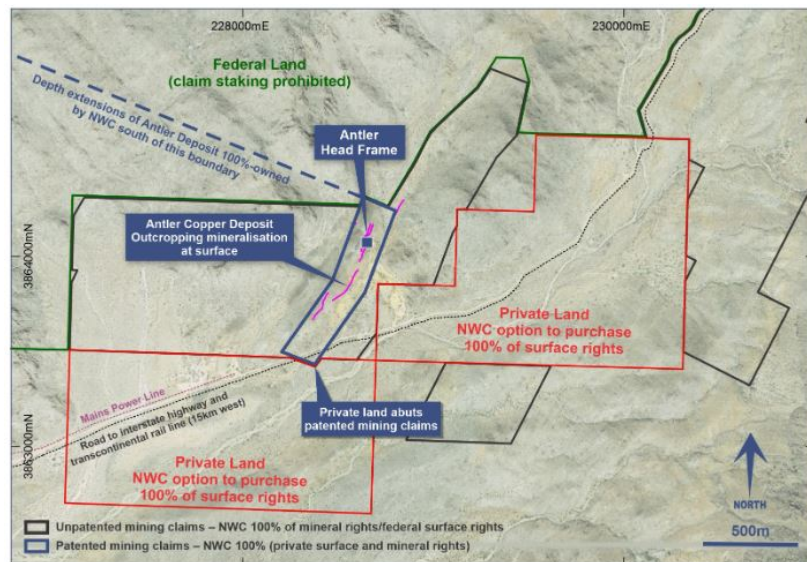 228000mE
230000mE
Federal Land
(claim staking prohibited)
Depth extensions of Antler Deposit 100%-owned
by NWC south of this boundary
Antler
Head Frame
Antler Copper Deposit
Outcropping mineralisation
at surface
3864000mN
Private Land
NWC option to purchase
100% of surface rights
Mains Power Line
Road to interstate highway and
transcontinental rail line (15km west)
Private land abuts
patented mining claims
3863000mN
Private Land
NWC option to purchase
100% of surface rights
NORTH
500m
Unpatented mining claims – NWC 100% of mineral rights/federal surface rights
Patented mining claims – NWC 100% (private surface and mineral rights)